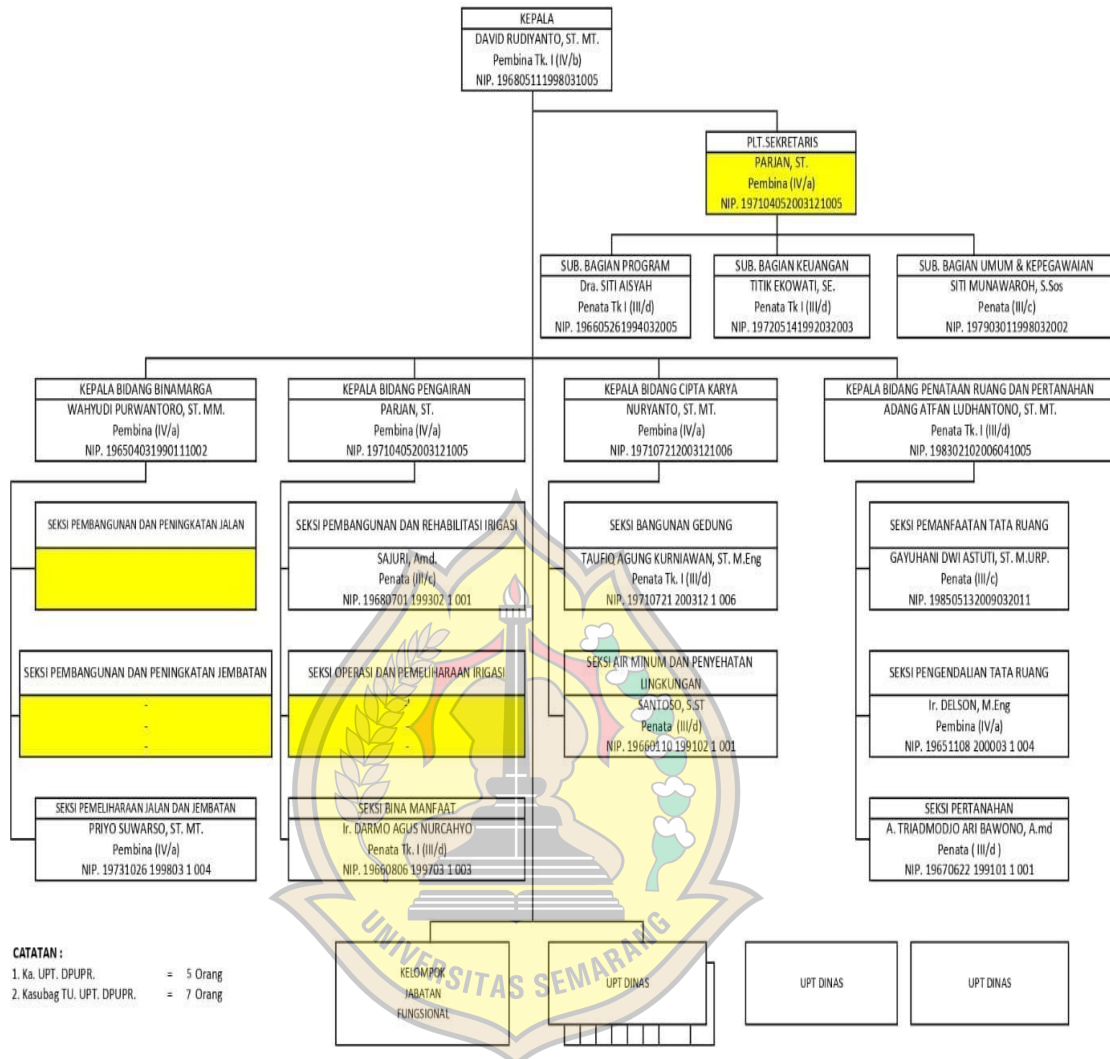 KEPALA
DAVID RUDIYANTO, ST. MT.
Pembina Tk. I (IV/b)
NIP. 196805111998031005
PLT.SEKRETARIS
PARJAN, ST.
Pembina (IV/a)
NIP. 197104052003121005
SUB. BAGIAN PROGRAM
Dra. SITI AISYAH
Penata Tk I (III/d)
NIP. 196605261994032005
SUB. BAGIAN KEUANGAN
TITIK EKOWATI, SE.
Penata Tk I (III/d)
NIP. 197205141992032003
SUB. BAGIAN UMUM & KEPEGAWAIAN
SITI MUNAWAROH, S.Sos
Penata (III/c)
NIP. 197903011998032002
KEPALA BIDANG BINAMARGA
WAHYUDI PURWANTORO, ST. MM.
Pembina (IV/a)
NIP. 196504031990111002
KEPALA BIDANG PENGAIRAN
PARJAN, ST.
Pembina (IV/a)
NIP. 197104052003121005
KEPALA BIDANG CIPTA KARYA
NURYANTO, ST. MT.
Pembina (IV/a)
NIP. 197107212003121006
KEPALA BIDANG PENATAAN RUANG DAN PERTANAHAN
ADANG ATFAN LUDHANTONO, ST. MT.
Penata Tk. I (III/d)
NIP. 198302102006041005
SEKSI PEMBANGUNAN DAN PENINGKATAN JALAN
SEKSI PEMBANGUNAN DAN REHABILITASI IRIGASI
SAJURI, Amd.
Penata (III/c)
NIP. 19680701 199302 1 001
SEKSI BANGUNAN GEDUNG
TAUFIQ AGUNG KURNIAWAN, ST. M.Eng
Penata Tk. I (III/d)
NIP. 19710721 200312 1 006
SEKSI PEMANFAATAN TATA RUANG
GAYUHANI DWI ASTUTI, ST. M.URP.
Penata (III/c)
NIP. 198505132009032011
SEKSI PEMBANGUNAN DAN PENINGKATAN JEMBATAN
-
-
-
SEKSI OPERASI DAN PEMELIHARAAN IRIGASI
-
-
-
SEKSI AIR MINUM DAN PENYEHATAN
LINGKUNGAN
SANTOSO, S.ST
Penata (III/d)
NIP. 19660110 199102 1 001
SEKSI PENGENDALIAN TATA RUANG
Ir. DELSON, M.Eng
Pembina (IV/a)
NIP. 19651108 200003 1 004
SEKSI PEMELIHARAAN JALAN DAN JEMBATAN
PRIYO SUWARSO, ST. MT.
Pembina (IV/a)
NIP. 19731026 199803 1 004
SEKSI BINA MANFAAT
Ir. DARMO AGUS NURCAHYO
Penata Tk. I (III/d)
NIP. 19660806 199703 1 003
SEKSI PERTANAHAN
A. TRIADMODJO ARI BAWONO, A.md
Penata ( III/d )
NIP. 19670622 199101 1 001
CATATAN :
1. Ka. UPT. DPUPR. = 5 Orang
2. Kasubag TU. UPT. DPUPR. = 7 Orang
KELOMPOK
JABATAN
FUNGSIONAL
UPT DINAS
UPT DINAS
UPT DINAS
UNIVERSITAS SEMARANG